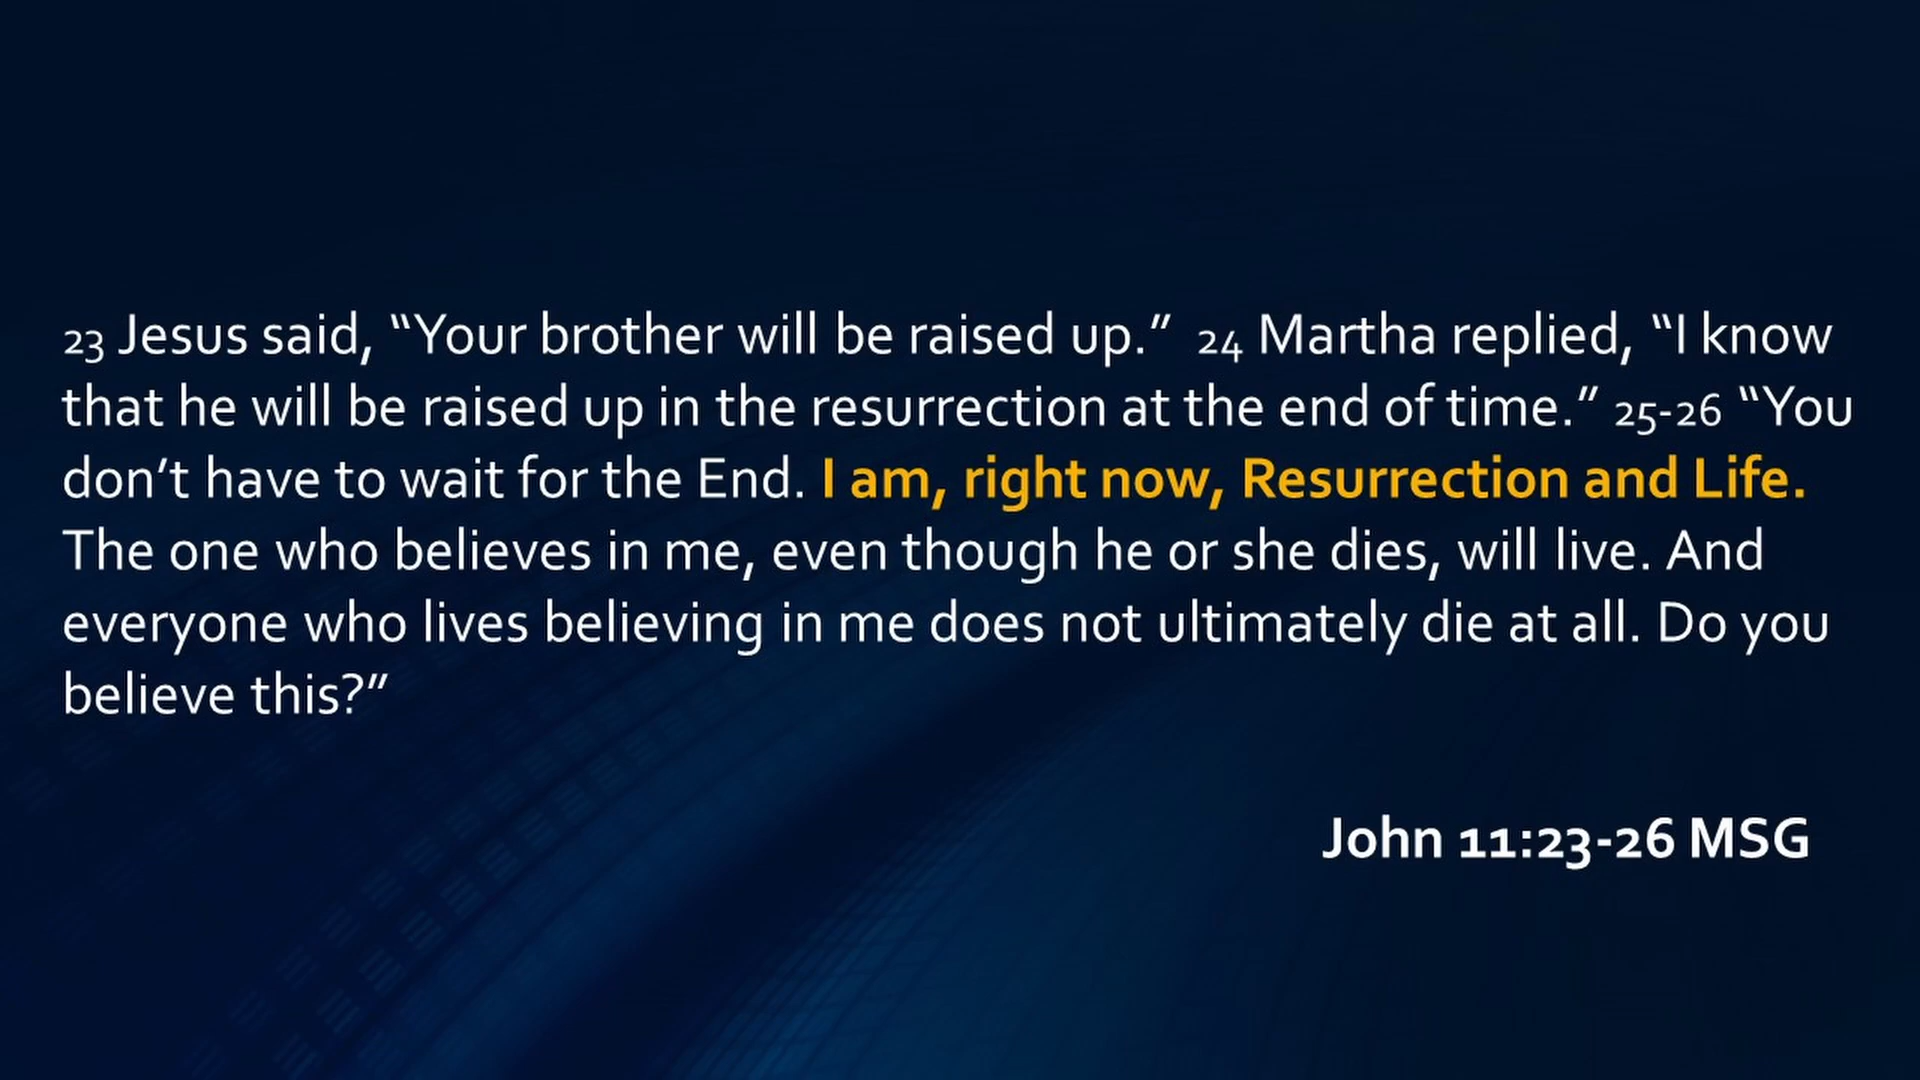 23 Jesus said, “Your brother will be raised up.” 24 Martha replied, “I know
that he will be raised up in the resurrection at the end of time.” 25-26 “You
don’t have to wait for the End. I am, right now, Resurrection and Life.
The one who believes in me, even though he or she dies, will live. And
everyone who lives believing in me does not ultimately die at all. Do you
believe this?”
John 11:23-26 MSG